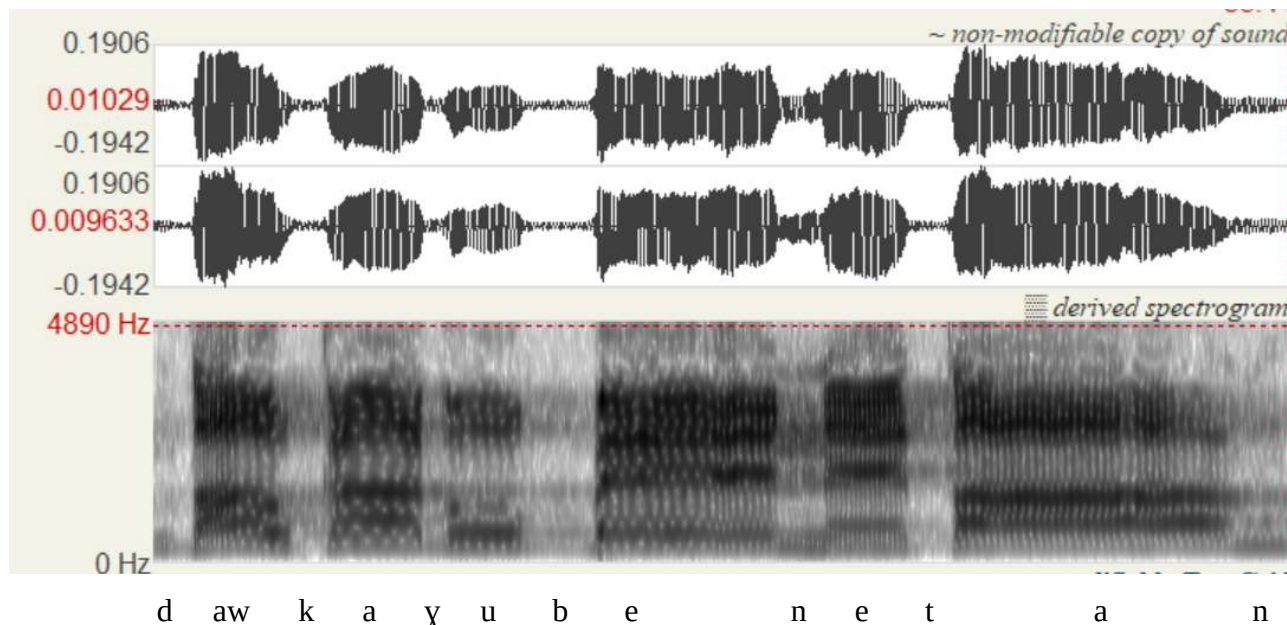 ~ non-modifiable copy of sound
0.1906
0.01029
-0.1942
0.1906
0.009633
-0.1942
derived spectrogram
4890 Hz
0 Hz
d aw k a ɣ u b e n e t a n